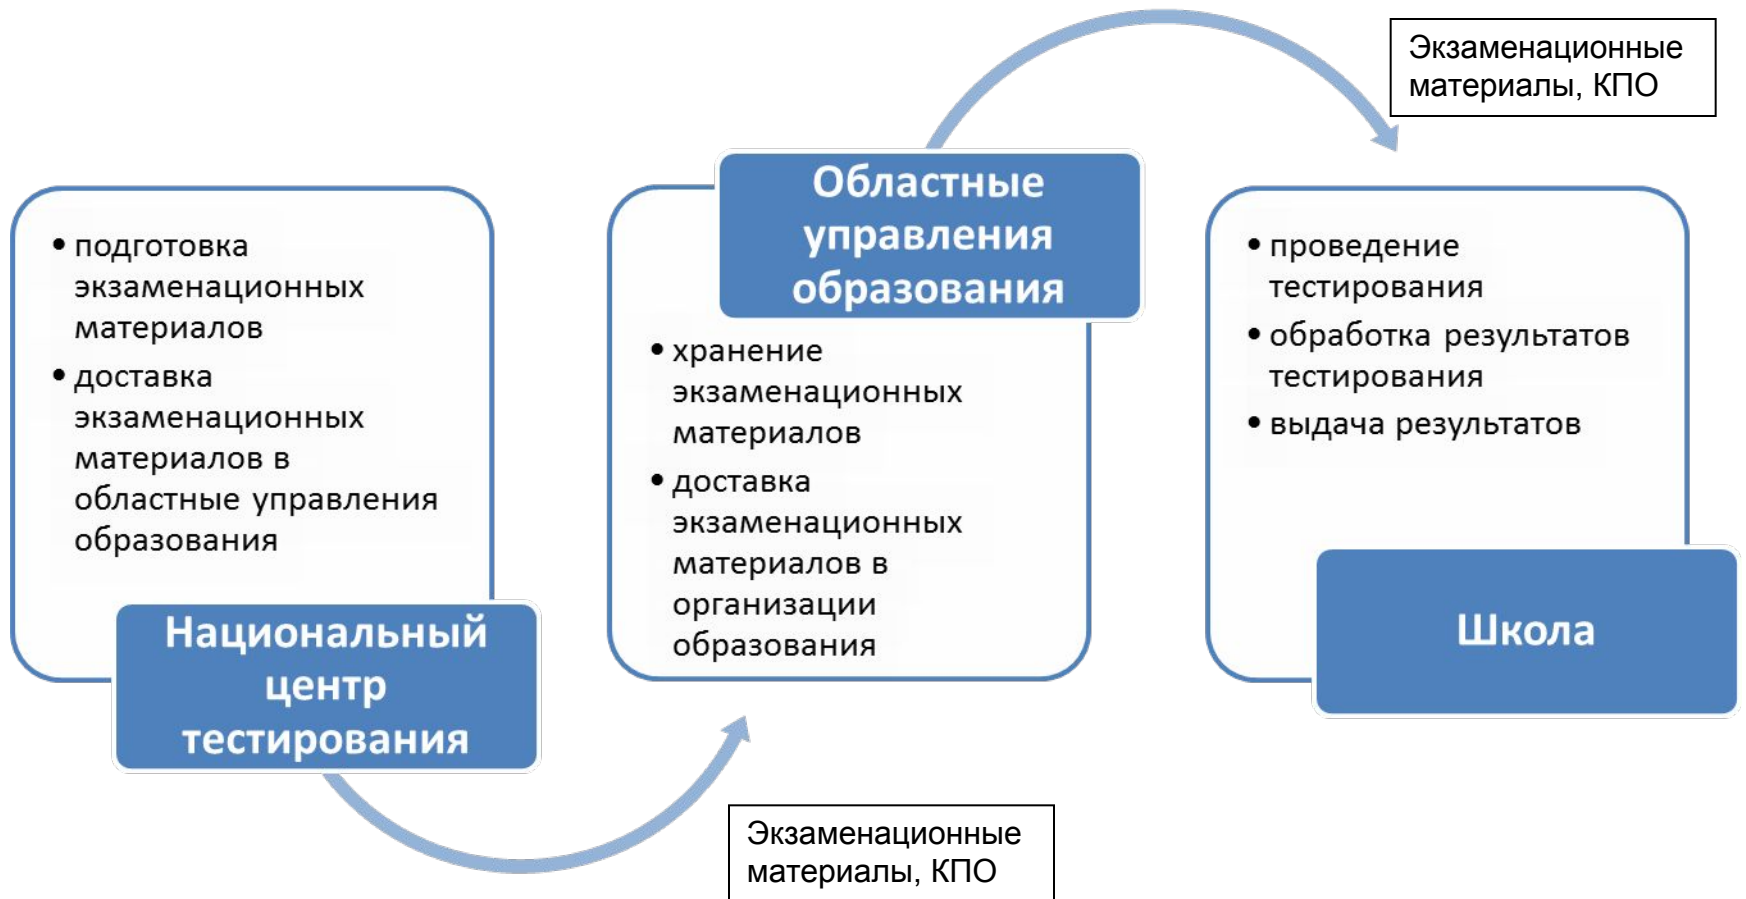 • подготовка
экзаменационных
материалов
• доставка
экзаменационных
материалов в
областные управления
образования
Национальный
центр
тестирования
Экзаменационные
материалы, КПО
Областные
управления
образования
• хранение
экзаменационных
материалов
• доставка
экзаменационных
материалов в
организации
образования
Экзаменационные
материалы, КПО
• проведение
тестирования
• обработка результатов
тестирования
• выдача результатов
Школа